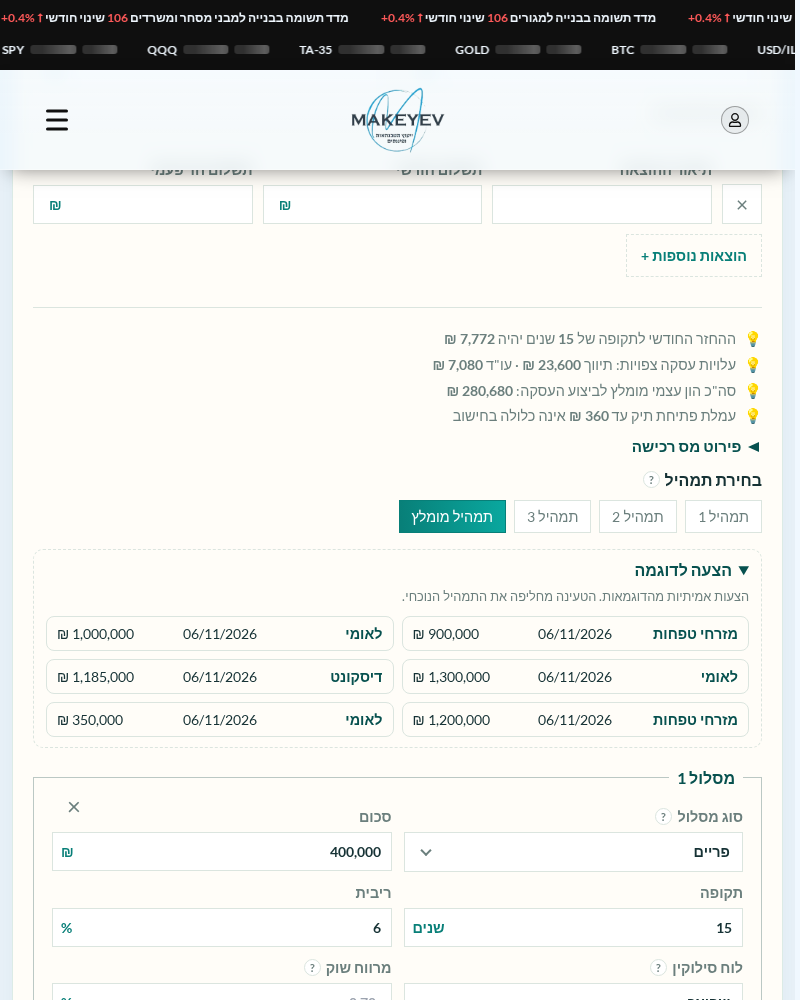 שינוי חודשי ↑ +0.4% מדד תשומה בבנייה למגורים 106 שינוי חודשי ↑ +0.4% מדד תשומה בבנייה למבני מסחר ומשרדים 106 שינוי חודשי ↑ +0.4%
SPY QQQ TA-35 GOLD BTC
MAKEYEV
תיאור ההוצאה תשלום חודשי תשלום חד פעמי
× ₪ ₪
הוצאות נוספות +
💡 ההחזר החודשי לתקופה של 15 שנים יהיה 7,772 ₪
💡 עלויות עסקה צפויות: תיווך 23,600 ₪ · עו"ד 7,080 ₪
💡 סה"כ הון עצמי מומלץ לביצוע העסקה: 280,680 ₪
💡 עמלת פתיחת תיק עד 360 ₪ אינה כלולה בחישוב
◀ פירוט מס רכישה
בחירת תמהיל ?
תמהיל 1 תמהיל 2 תמהיל 3 תמהיל מומלץ
▼ הצעה לדוגמה
הצעות אמיתיות מהדוגמאות. הטעינה מחליפה את התמהיל הנוכחי.
מזרחי טפחות 06/11/2026 900,000 ₪ לאומי 06/11/2026 1,000,000 ₪
לאומי 06/11/2026 1,300,000 ₪ דיסקונט 06/11/2026 1,185,000 ₪
מזרחי טפחות 06/11/2026 1,200,000 ₪ לאומי 06/11/2026 350,000 ₪
מסלול 1
×
סוג מסלול ? סכום
פריים 400,000 ₪
תקופה ריבית
15 שנים 6 %
לוח סילוקין ? מרווח שוק ?